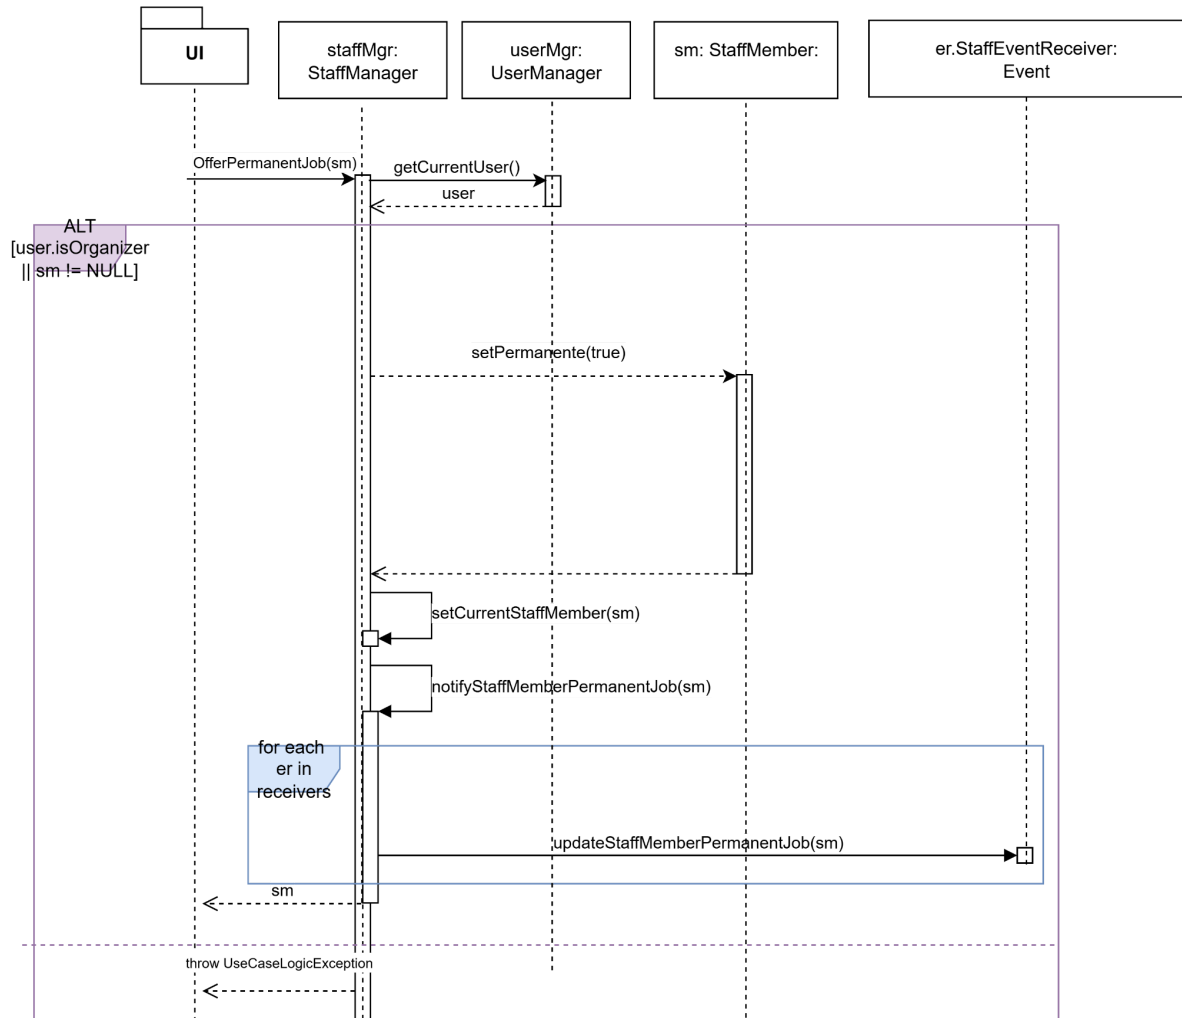 UI
staffMgr:
StaffManager
userMgr:
UserManager
sm: StaffMember:
er.StaffEventReceiver:
Event
OfferPermanentJob(sm)
getCurrentUser()
user
ALT
[user.isOrganizer
|| sm != NULL]
setPermanente(true)
setCurrentStaffMember(sm)
notifyStaffMemberPermanentJob(sm)
for each
er in
receivers
updateStaffMemberPermanentJob(sm)
sm
throw UseCaseLogicException